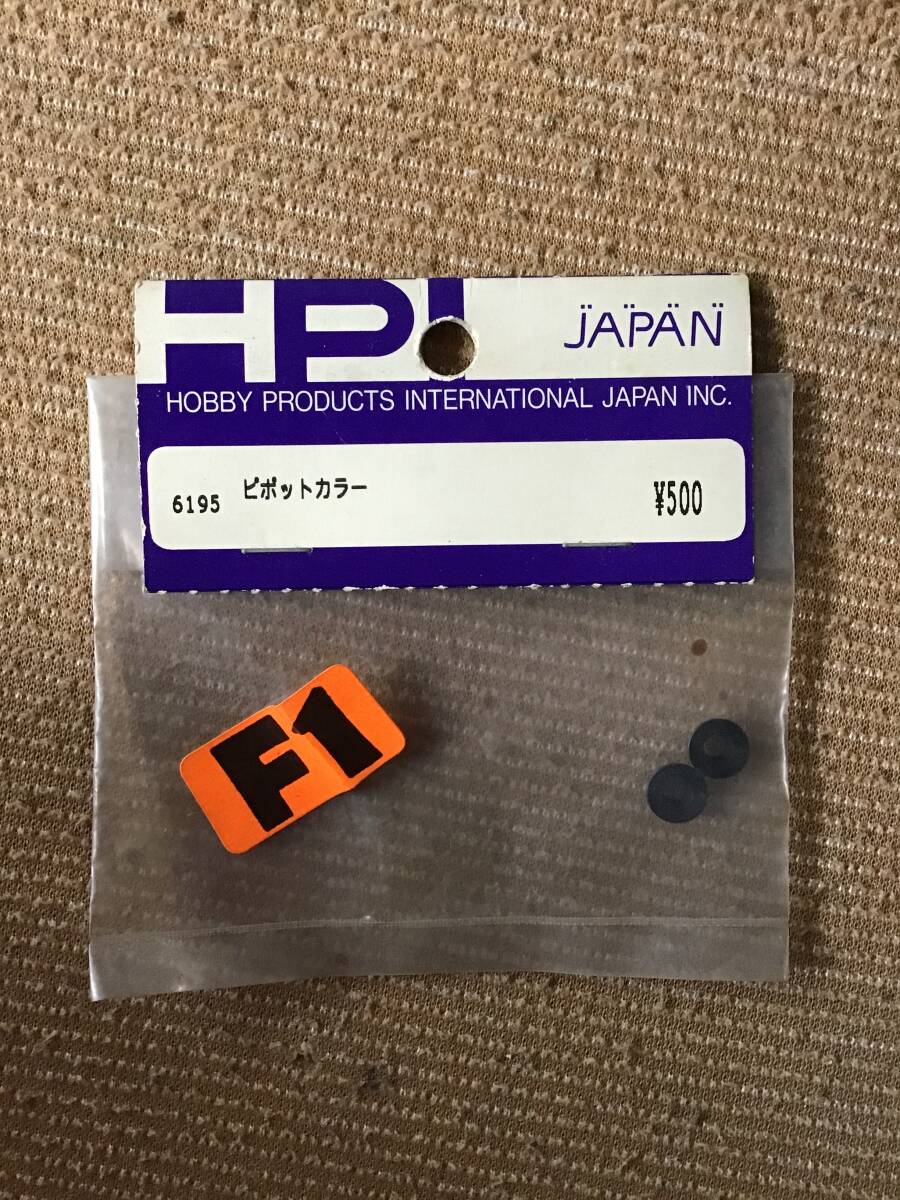 HPI JAPAN
HOBBY PRODUCTS INTERNATIONAL JAPAN INC.
6195 ピボットカラー ¥500
F1